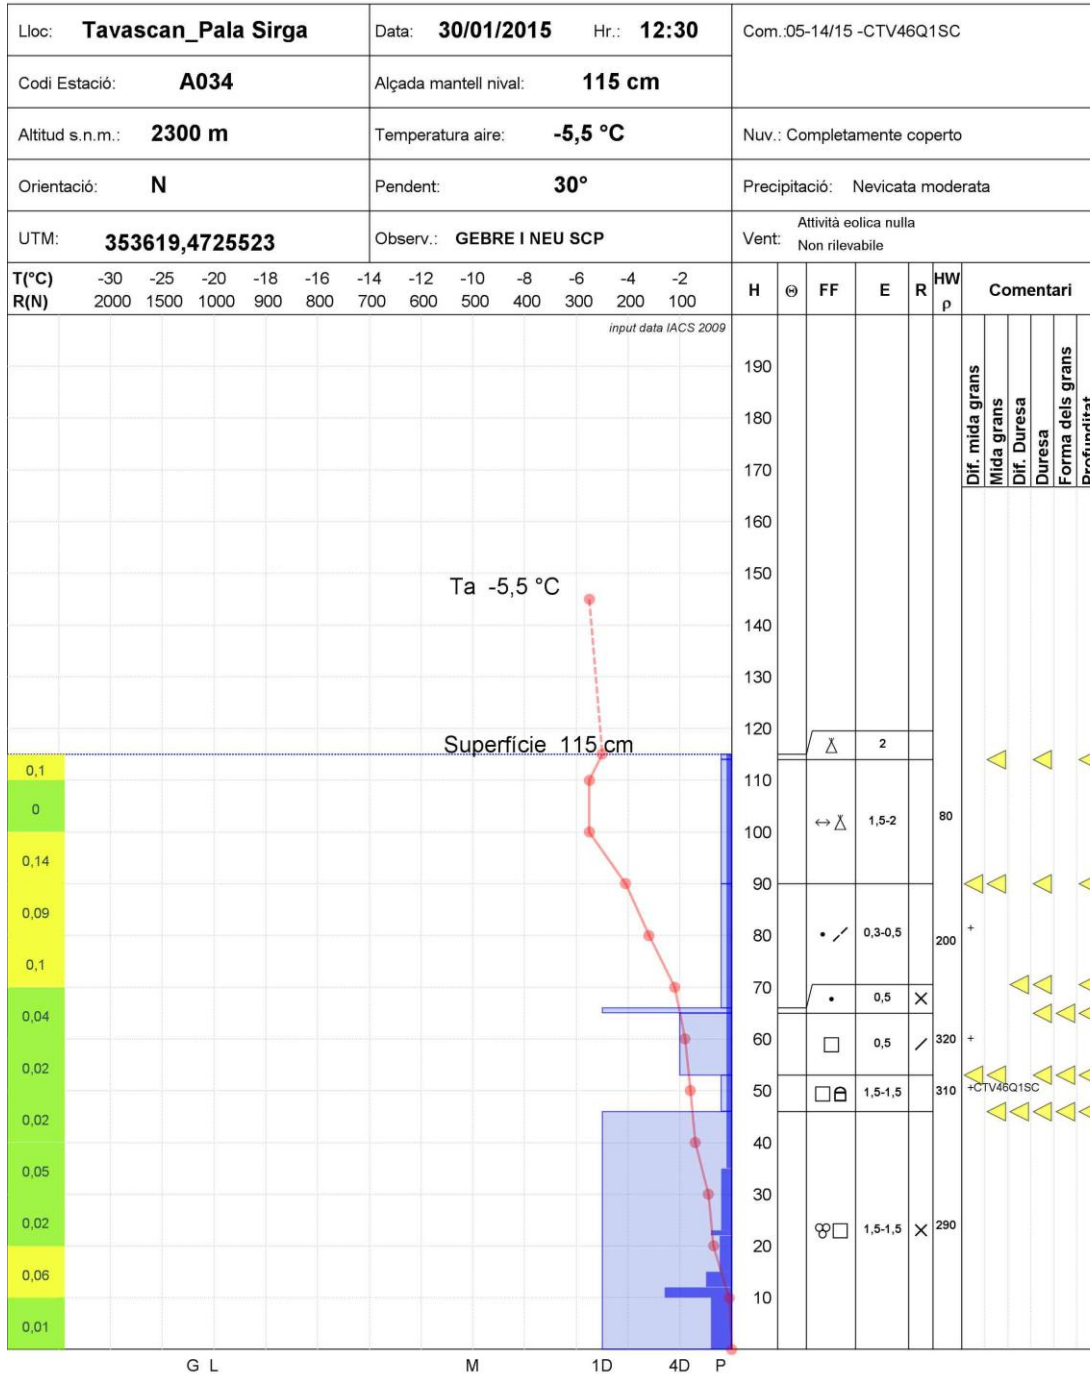 Lloc: Tavascan_Pala Sirga Data: 30/01/2015 Hr.: 12:30 Com.:05-14/15 -CTV46Q1SC
Codi Estació: A034 Alçada mantell nival: 115 cm
Altitud s.n.m.: 2300 m Temperatura aire: -5,5 °C Nuv.: Completamente coperto
Orientació: N Pendent: 30° Precipitació: Nevicata moderata
UTM: 353619,4725523 Observ.: GEBRE I NEU SCP Vent: Attività eolica nulla
Non rilevabile
T(°C) -30 -25 -20 -18 -16 -14 -12 -10 -8 -6 -4 -2
R(N) 2000 1500 1000 900 800 700 600 500 400 300 200 100
H Θ FF E R HW ρ Comentari
input data IACS 2009
Dif. mida grans
Mida grans
Dif. Duresa
Duresa
Forma dels grans
Profunditat
190
180
170
160
150
Ta -5,5 °C
140
130
120
Superfície 115 cm
2
0,1
110
0
1,5-2 80
100
0,14
90
0,09
80 0,3-0,5 200 +
0,1
70
0,5
0,04
60 0,5 320 +
0,02
50 1,5-1,5 310 +CTV46Q1SC
0,02
40
0,05
30
0,02
1,5-1,5 290
20
0,06
10
0,01
G L M 1D 4D P